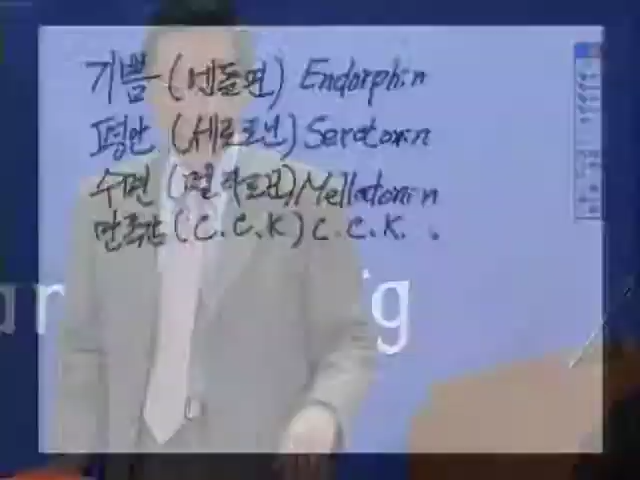 기쁨 (엔돌핀) Endorphin
평안 (세로토닌) Serotonin
수면 (멜라토닌) Mellatonin
만족감 (C.C.K) C.C.K.
g